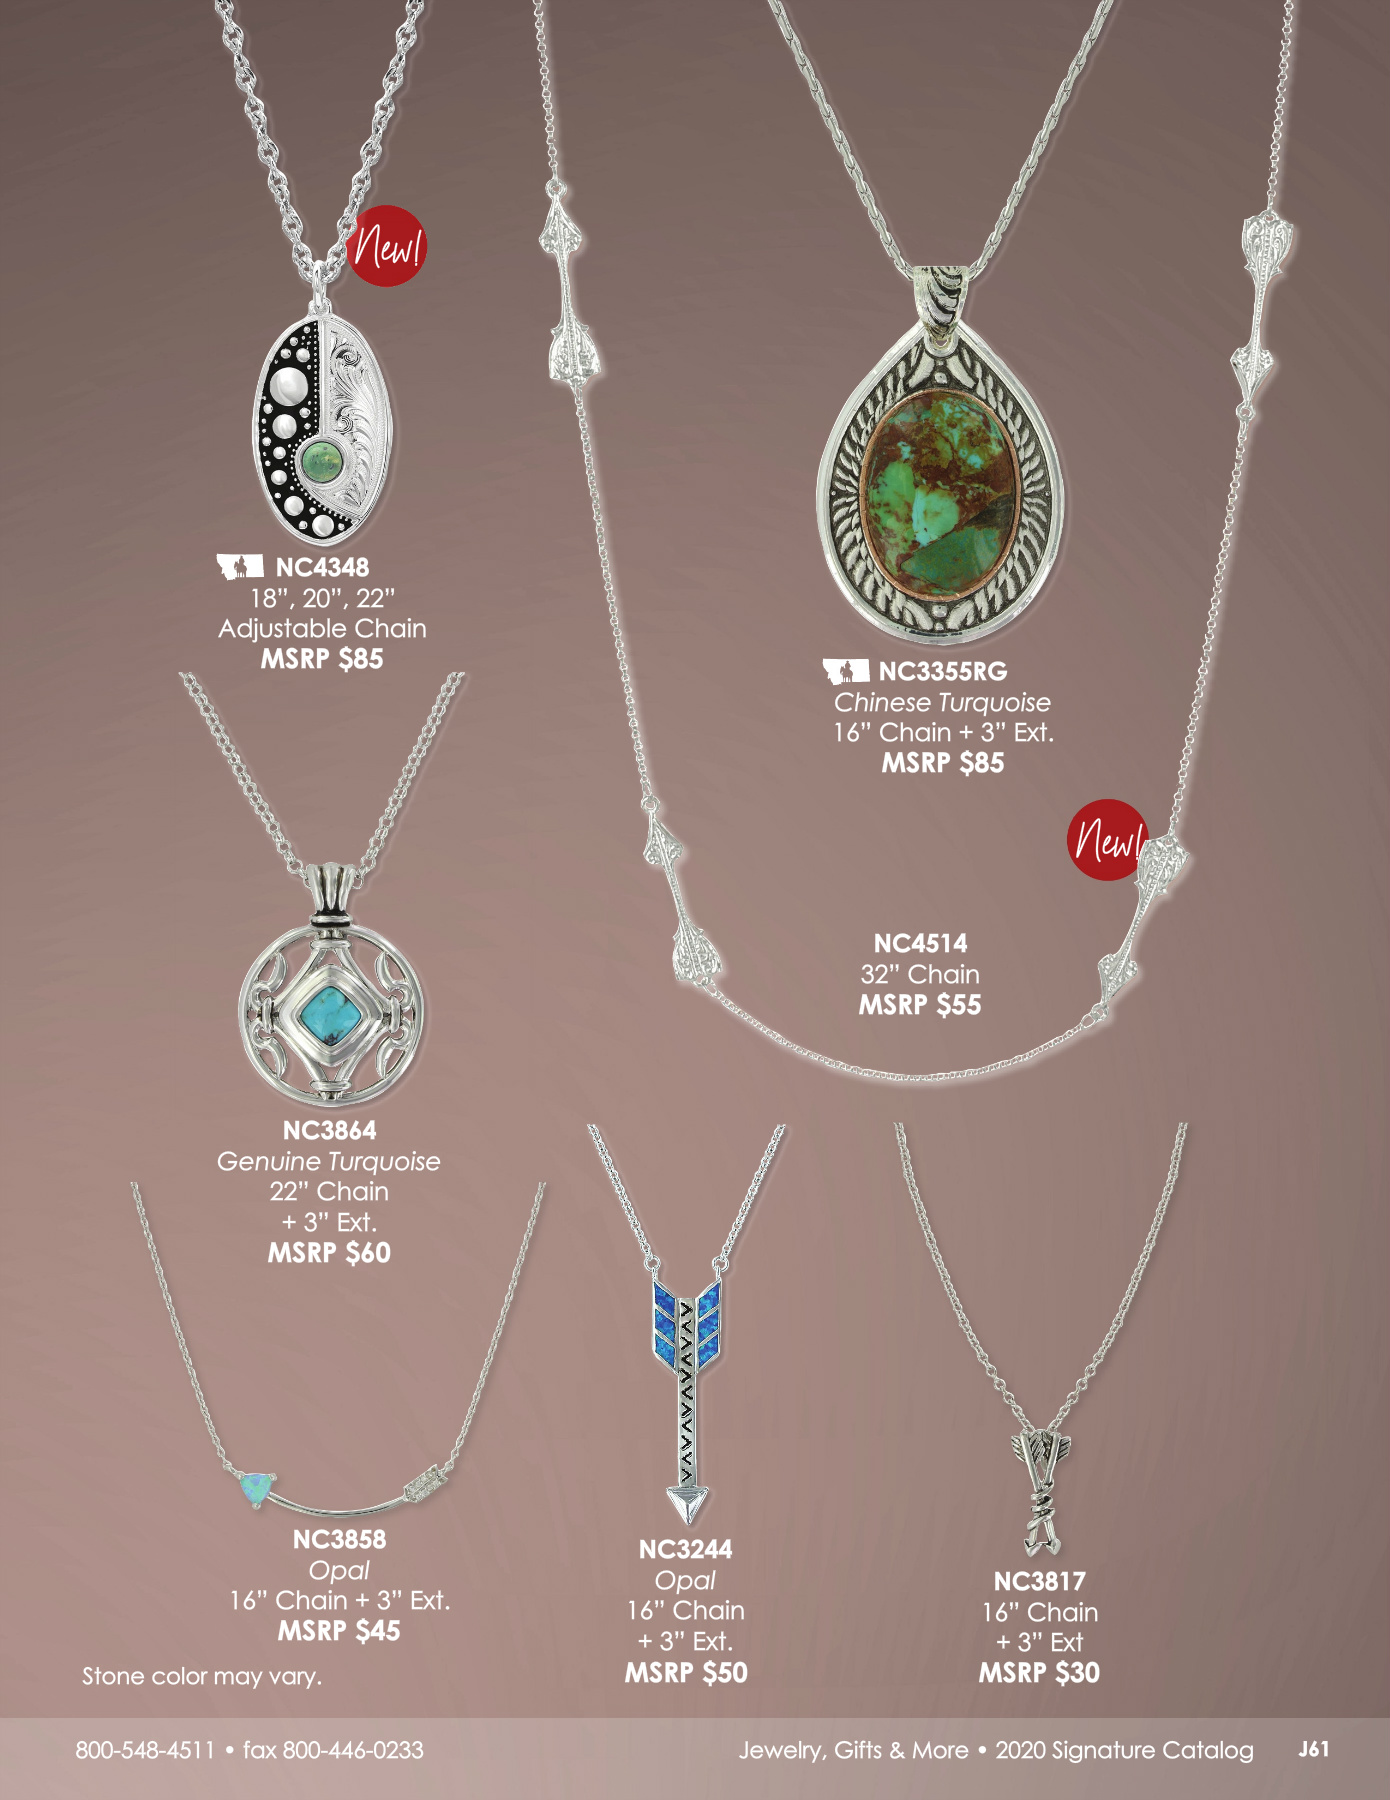 New!
NC4348
18”, 20”, 22”
Adjustable Chain
MSRP $85
NC3355RG
Chinese Turquoise
16” Chain + 3” Ext.
MSRP $85
New!
NC4514
32” Chain
MSRP $55
NC3864
Genuine Turquoise
22” Chain
+ 3” Ext.
MSRP $60
NC3858
Opal
16” Chain + 3” Ext.
MSRP $45
NC3244
Opal
16” Chain
+ 3” Ext.
MSRP $50
NC3817
16” Chain
+ 3” Ext
MSRP $30
Stone color may vary.
800-548-4511 • fax 800-446-0233
Jewelry, Gifts & More • 2020 Signature Catalog J61